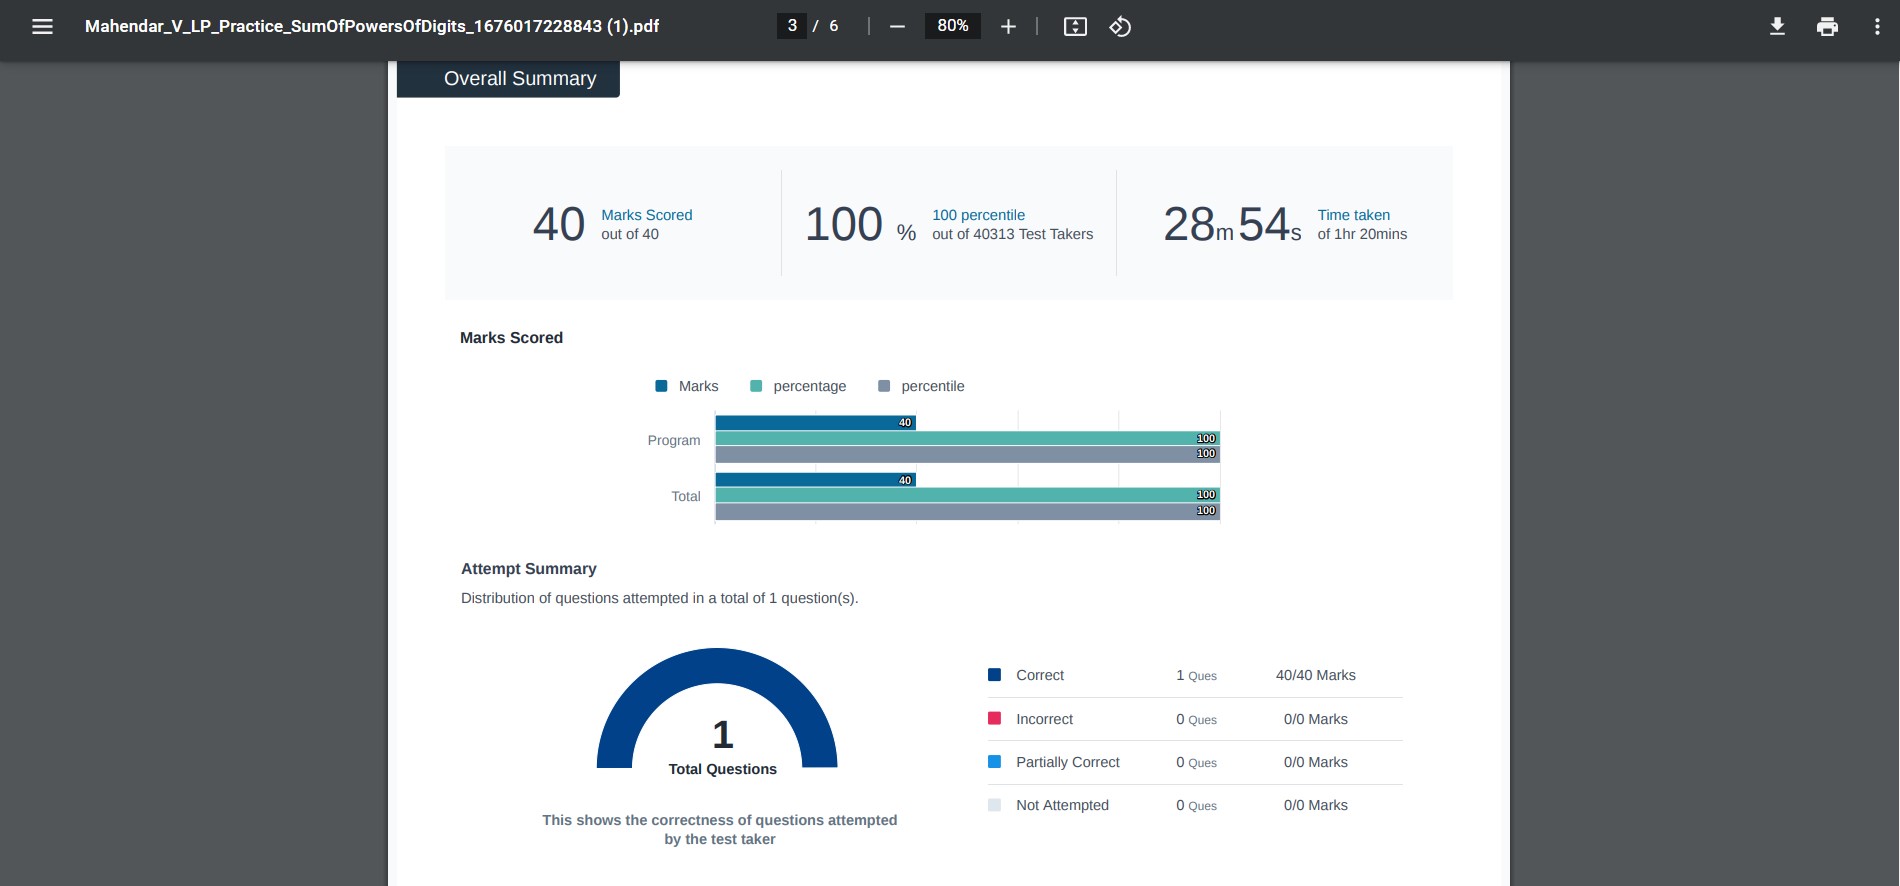 Mahendar_V_LP_Practice_SumOfPowersOfDigits_1676017228843 (1).pdf
3 / 6
80%
Overall Summary
40 Marks Scored
out of 40
100 % 100 percentile
out of 40313 Test Takers
28m54s Time taken
of 1hr 20mins
Marks Scored
Marks percentage percentile
Program 40
100
100
Total 40
100
100
Attempt Summary
Distribution of questions attempted in a total of 1 question(s).
1
Total Questions
This shows the correctness of questions attempted
by the test taker
Correct 1 Ques 40/40 Marks
Incorrect 0 Ques 0/0 Marks
Partially Correct 0 Ques 0/0 Marks
Not Attempted 0 Ques 0/0 Marks